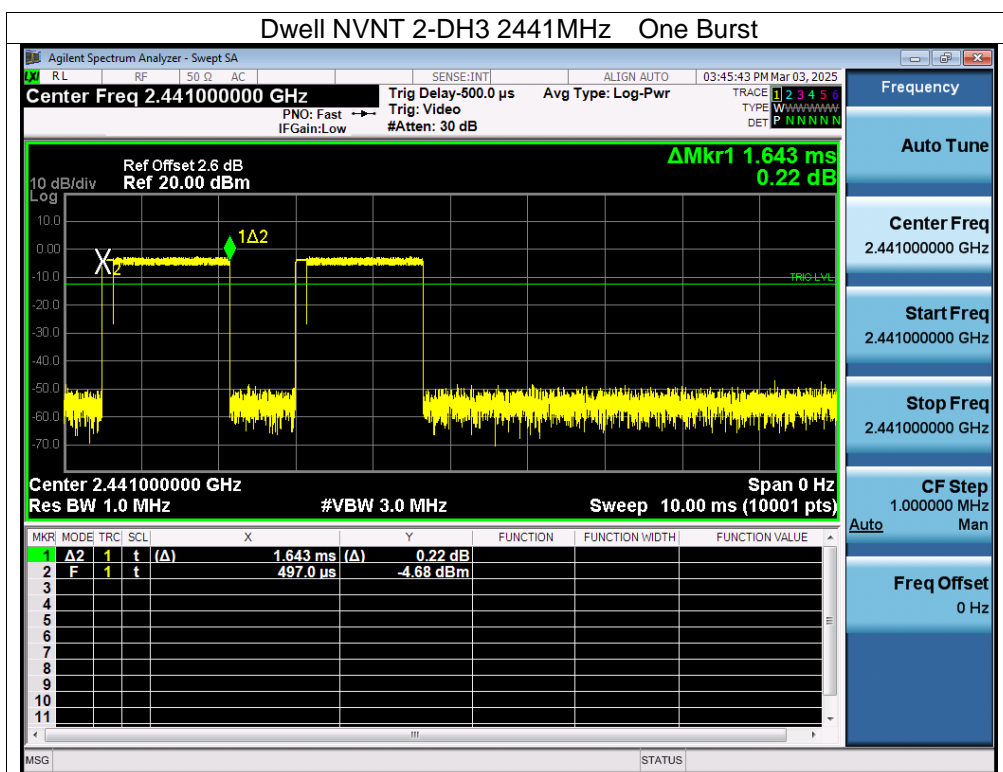 Dwell NVNT 2-DH3 2441MHz One Burst
Agilent Spectrum Analyzer - Swept SA
LXI RL RF 50 Ω AC SENSE:INT ALIGN AUTO 03:45:43 PM Mar 03, 2025
Center Freq 2.441000000 GHz Trig Delay-500.0 µs Avg Type: Log-Pwr TRACE 1 2 3 4 5 6
PNO: Fast Trig: Video TYPE WWWWWW
IFGain:Low #Atten: 30 dB DET P NNNNN
ΔMkr1 1.643 ms
0.22 dB
Ref Offset 2.6 dB
10 dB/div Ref 20.00 dBm
Log
10.0
0.00
-10.0
-20.0
-30.0
-40.0
-50.0
-60.0
-70.0
1Δ2
2
TRIG LVL
Center 2.441000000 GHz Span 0 Hz
Res BW 1.0 MHz #VBW 3.0 MHz Sweep 10.00 ms (10001 pts)
MKR MODE TRC SCL X Y FUNCTION FUNCTION WIDTH FUNCTION VALUE
1 Δ2 1 t (Δ) 1.643 ms (Δ) 0.22 dB
2 F 1 t 497.0 µs -4.68 dBm
3
4
5
6
7
8
9
10
11
MSG STATUS
Frequency
Auto Tune
Center Freq
2.441000000 GHz
Start Freq
2.441000000 GHz
Stop Freq
2.441000000 GHz
CF Step
1.000000 MHz
Auto Man
Freq Offset
0 Hz